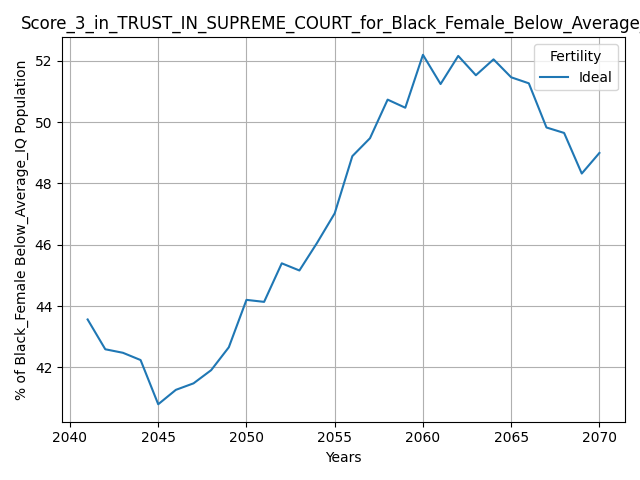 Score_3_in_TRUST_IN_SUPREME_COURT_for_Black_Female_Below_Average_
Fertility
Ideal
% of Black_Female Below_Average_IQ Population
52
50
48
46
44
42
2040
2045
2050
2055
2060
2065
2070
Years